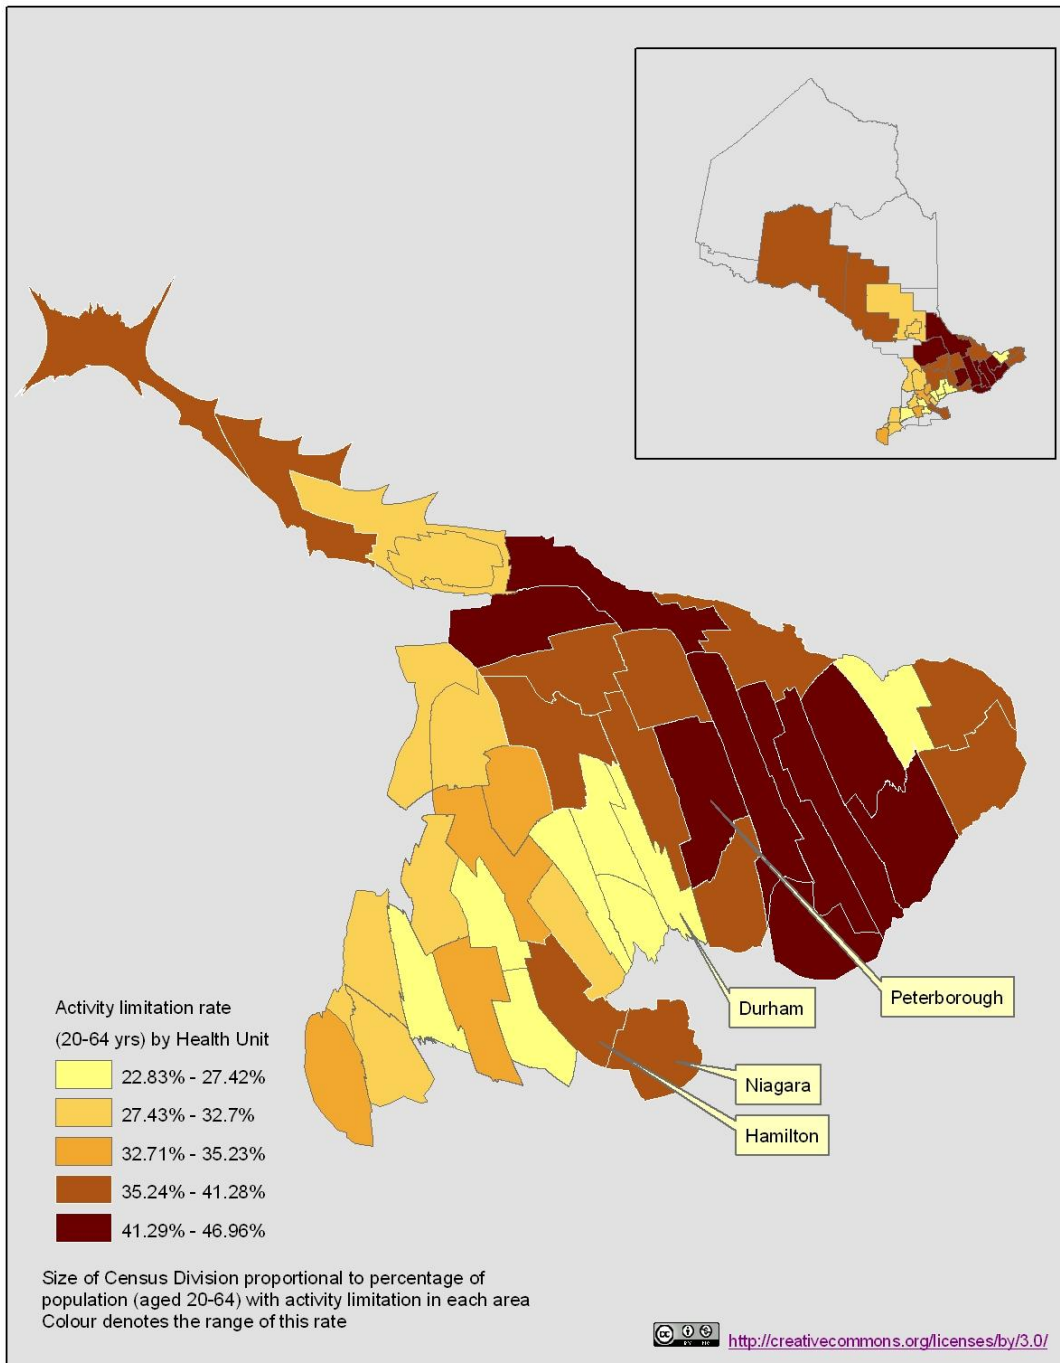 Durham
Peterborough
Niagara
Hamilton
Activity limitation rate
(20-64 yrs) by Health Unit
22.83% - 27.42%
27.43% - 32.7%
32.71% - 35.23%
35.24% - 41.28%
41.29% - 46.96%
Size of Census Division proportional to percentage of
population (aged 20-64) with activity limitation in each area
Colour denotes the range of this rate
http://creativecommons.org/licenses/by/3.0/